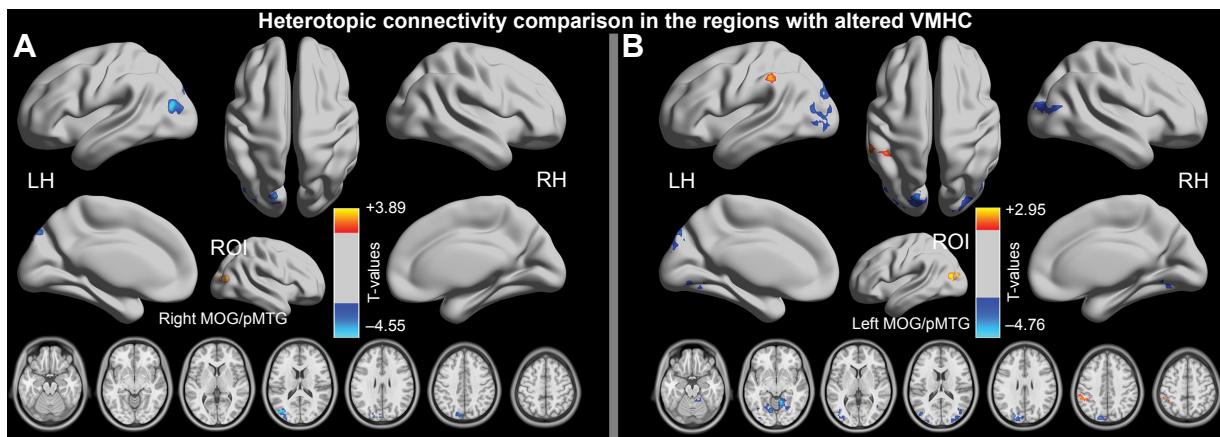 Heterotopic connectivity comparison in the regions with altered VMHC
A
LH
RH
ROI
Right MOG/pMTG
+3.89
T-values
–4.55
B
LH
RH
ROI
Left MOG/pMTG
+2.95
T-values
–4.76